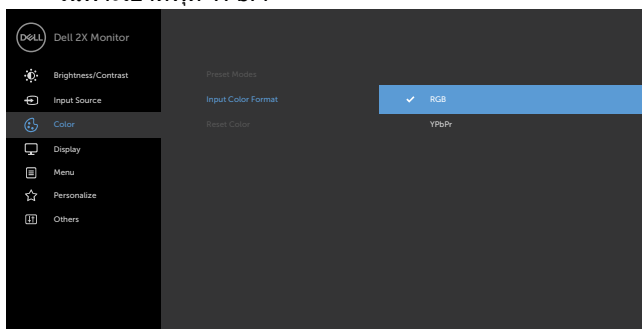 DELL
Dell 2X Monitor
Brightness/Contrast
Preset Modes
Input Source
Input Color Format
RGB
Color
Reset Color
YPbPr
Display
Menu
Personalize
Others